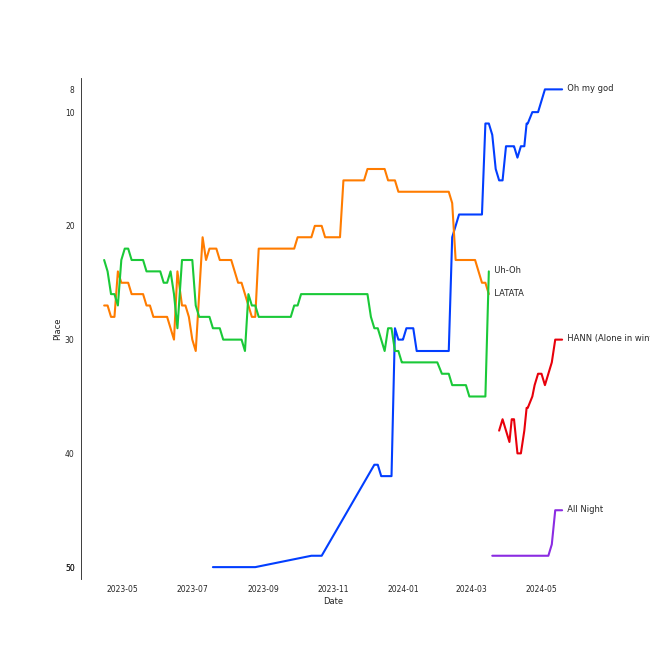 8
Oh my god
10
20
Uh-Oh
LATATA
Place
30
HANN (Alone in win
40
All Night
50
2023-05 2023-07 2023-09 2023-11 2024-01 2024-03 2024-05
Date